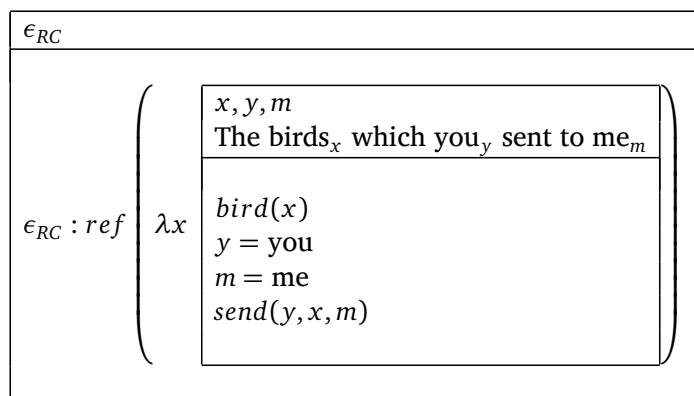 ϵ_RC
x, y, m
The birds_x which you_y sent to me_m
bird(x)
ϵ_RC : ref ( λx )
y = you
m = me
send(y, x, m)